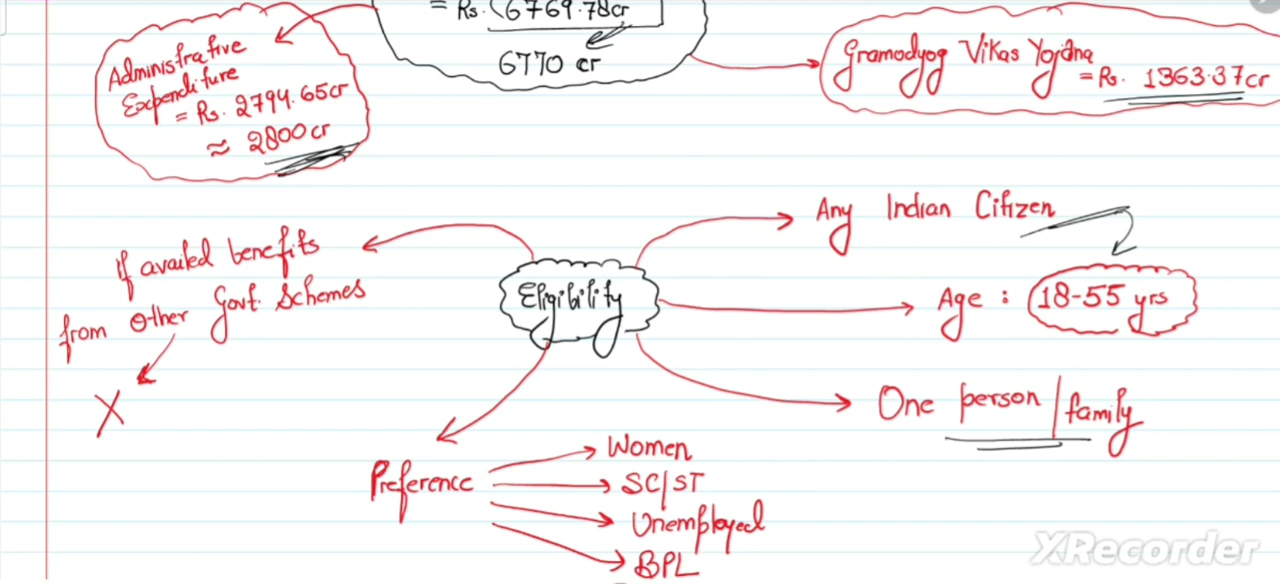 = Rs. (6769.78cr
6770 cr
Administrative
Expenditure
= Rs. 2794.65cr
≈ 2800cr
Gramodyog Vikas Yojana
= Rs. 1363.37cr
Eligibility
Any Indian Citizen
Age : 18-55 yrs
One person/family
Preference
Women
SC/ST
Unemployed
BPL
If availed benefits
from other Govt. Schemes
X
XRecorder